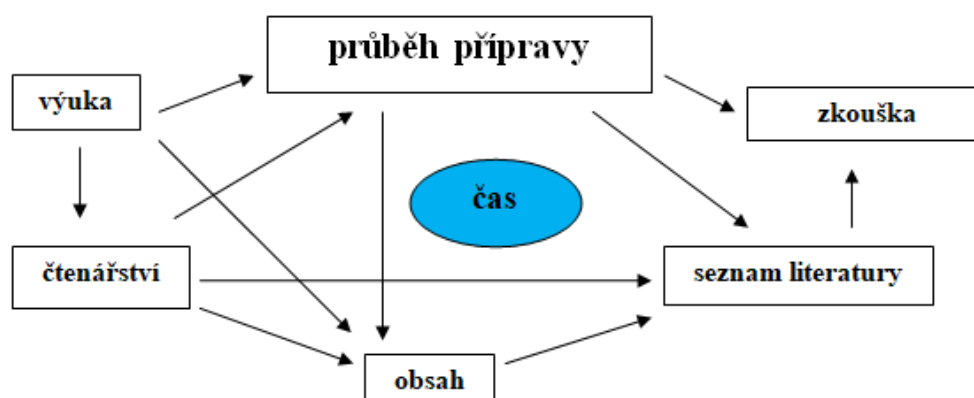 průběh přípravy
výuka
zkouška
čas
čtenářství
seznam literatury
obsah